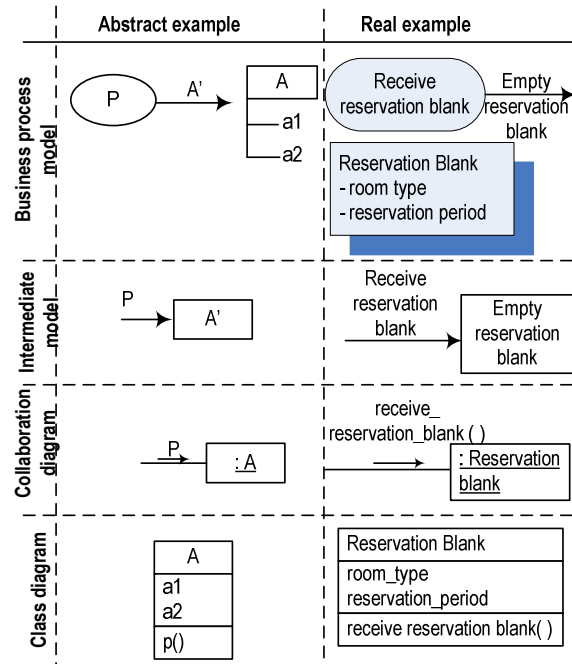 Abstract example
Real example
Business process
model
P
A'
A
a1
a2
Receive
reservation blank
Empty
reservation
blank
Reservation Blank
- room type
- reservation period
Intermediate
model
P
A'
Receive
reservation
blank
Empty
reservation
blank
Collaboration
diagram
P
: A
receive_
reservation_blank ( )
: Reservation
blank
Class diagram
A
a1
a2
p()
Reservation Blank
room_type
reservation_period
receive reservation blank( )